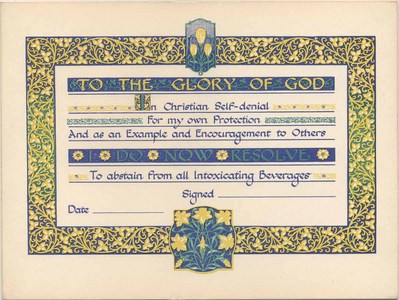 TO THE GLORY OF GOD
In Christian Self-denial
For my own Protection
And as an Example and Encouragement to Others
I DO NOW RESOLVE
To abstain from all Intoxicating Beverages
Signed
Date